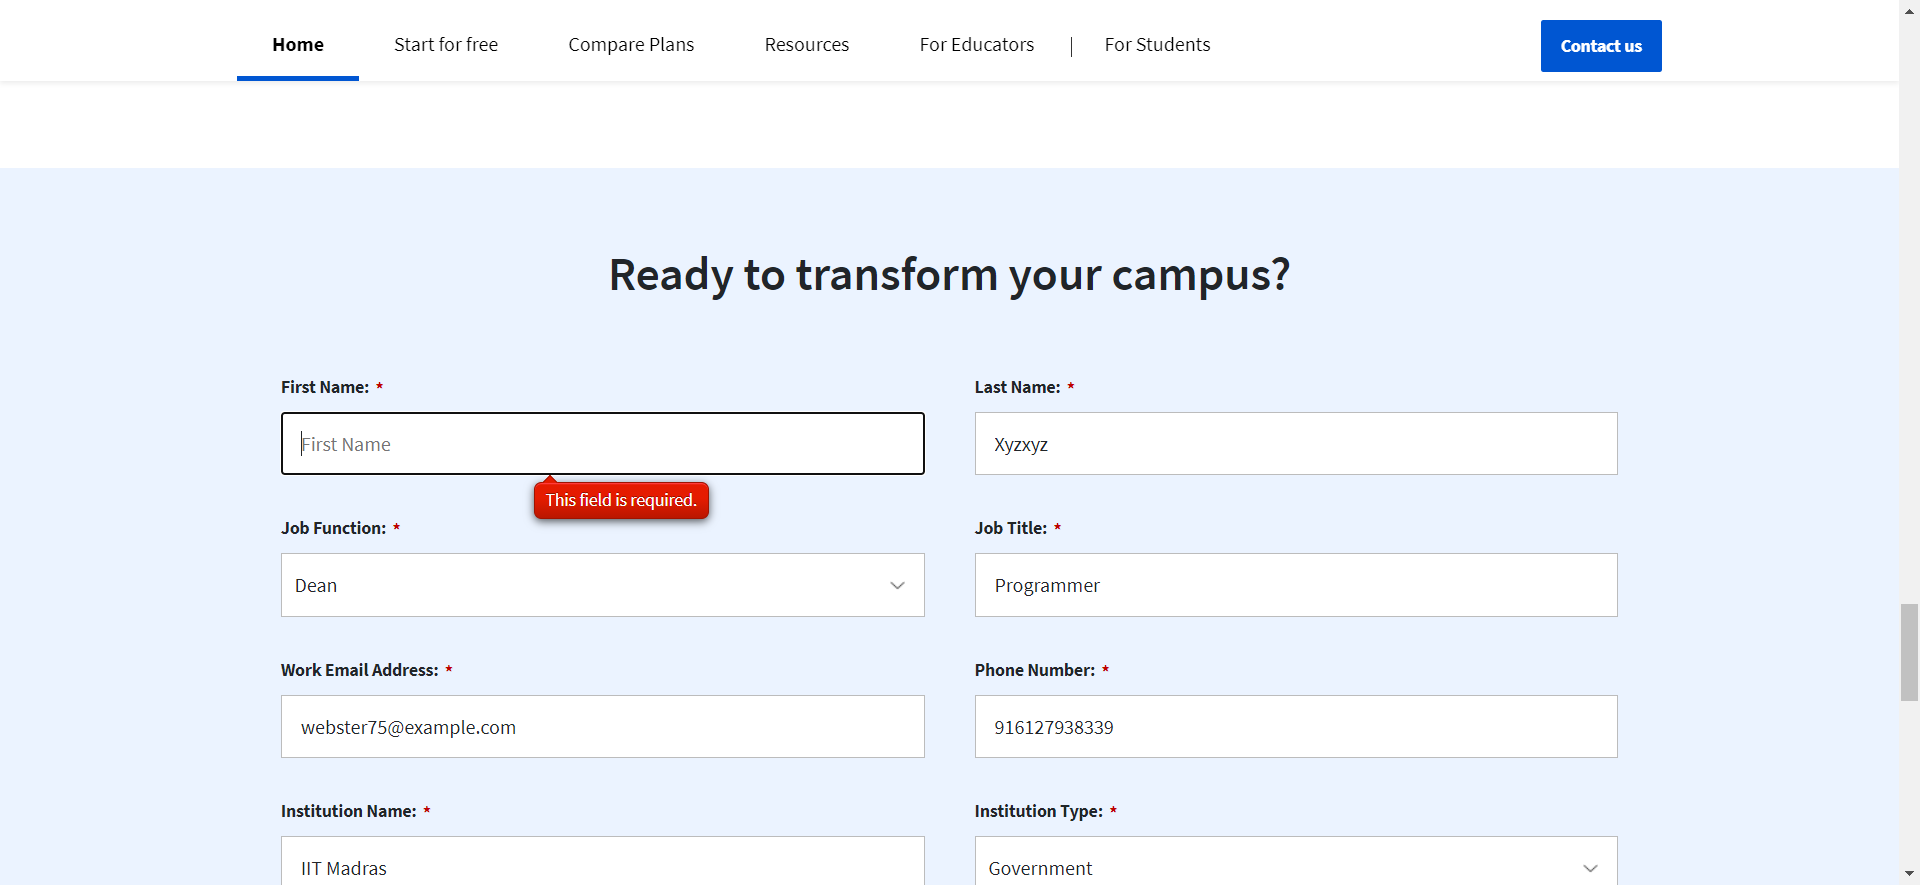 Home Start for free Compare Plans Resources For Educators | For Students Contact us
Ready to transform your campus?
First Name: * Last Name: *
First Name Xyzxyz
This field is required.
Job Function: * Job Title: *
Dean Programmer
Work Email Address: * Phone Number: *
webster75@example.com 916127938339
Institution Name: * Institution Type: *
IIT Madras Government